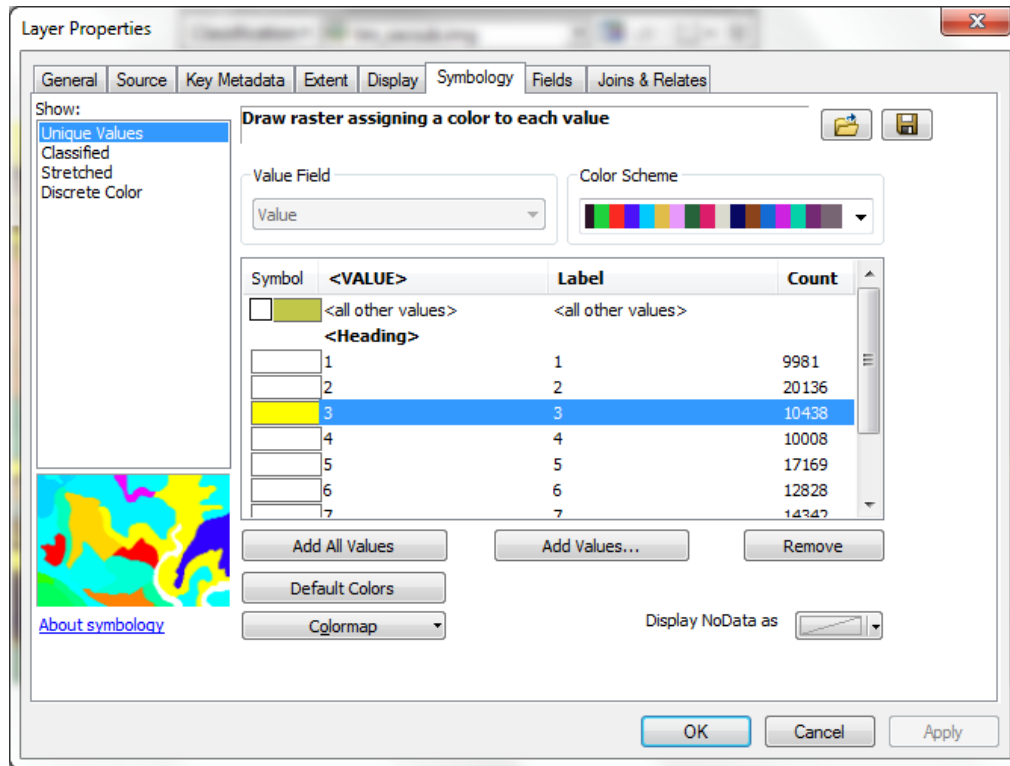 Layer Properties
General Source Key Metadata Extent Display Symbology Fields Joins & Relates
Show:
Unique Values
Classified
Stretched
Discrete Color
Draw raster assigning a color to each value
Value Field
Value
Color Scheme
Symbol <VALUE> Label Count
<all other values> <all other values>
<Heading>
1 1 9981
2 2 20136
3 3 10438
4 4 10008
5 5 17169
6 6 12828
7 7 14342
Add All Values Add Values... Remove
Default Colors
About symbology
Colormap
Display NoData as
OK Cancel Apply